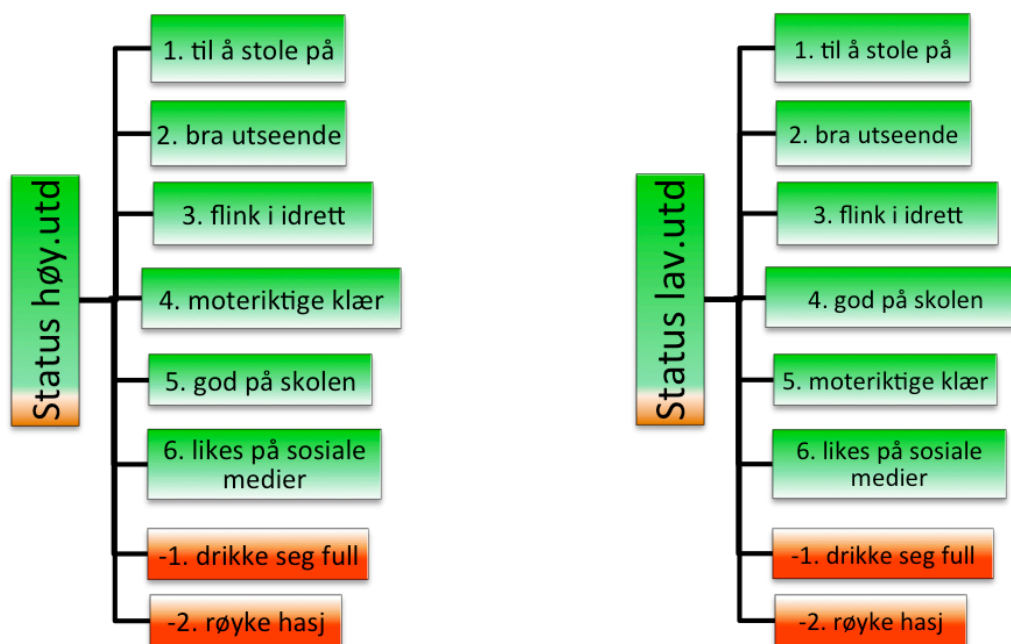 Status høy.utd
1. til å stole på
2. bra utseende
3. flink i idrett
4. moteriktige klær
5. god på skolen
6. likes på sosiale
medier
-1. drikke seg full
-2. røyke hasj
Status lav.utd
1. til å stole på
2. bra utseende
3. flink i idrett
4. god på skolen
5. moteriktige klær
6. likes på sosiale
medier
-1. drikke seg full
-2. røyke hasj